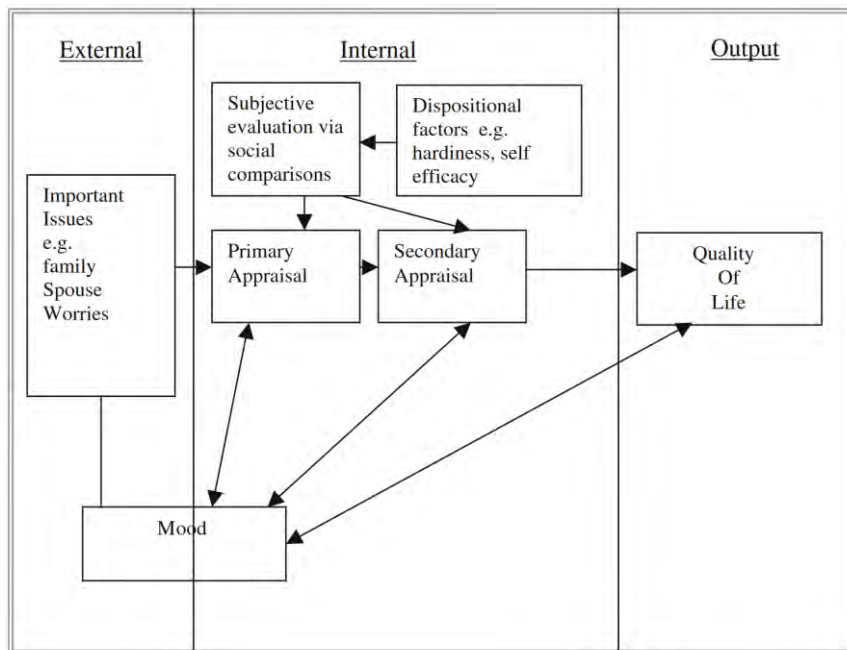 External
Internal
Output
Subjective
evaluation via
social
comparisons
Dispositional
factors e.g.
hardiness, self
efficacy
Important
Issues
e.g.
family
Spouse
Worries
Primary
Appraisal
Secondary
Appraisal
Quality
Of
Life
Mood